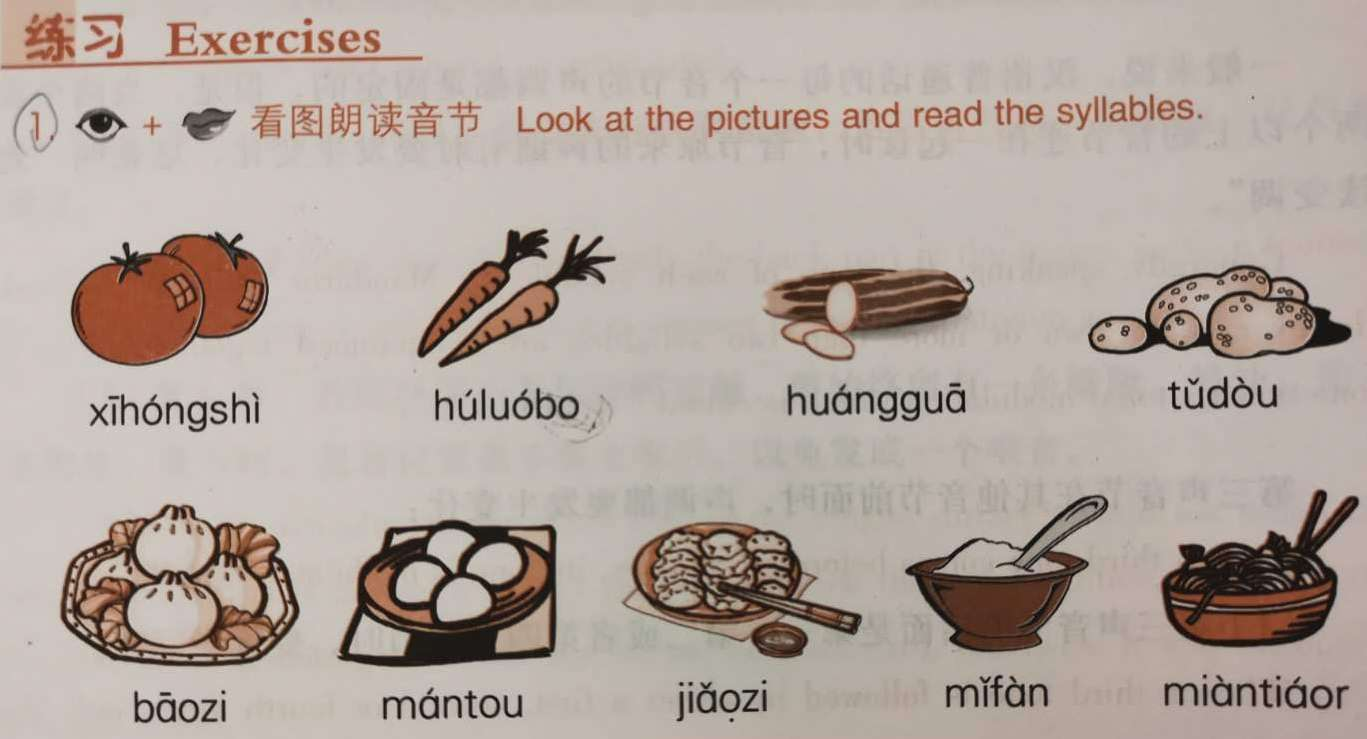 练习 Exercises
1 + 看图朗读音节 Look at the pictures and read the syllables.
xīhóngshì húluóbo huángguā tǔdòu
bāozi mántou jiǎozi mǐfàn miàntiáor